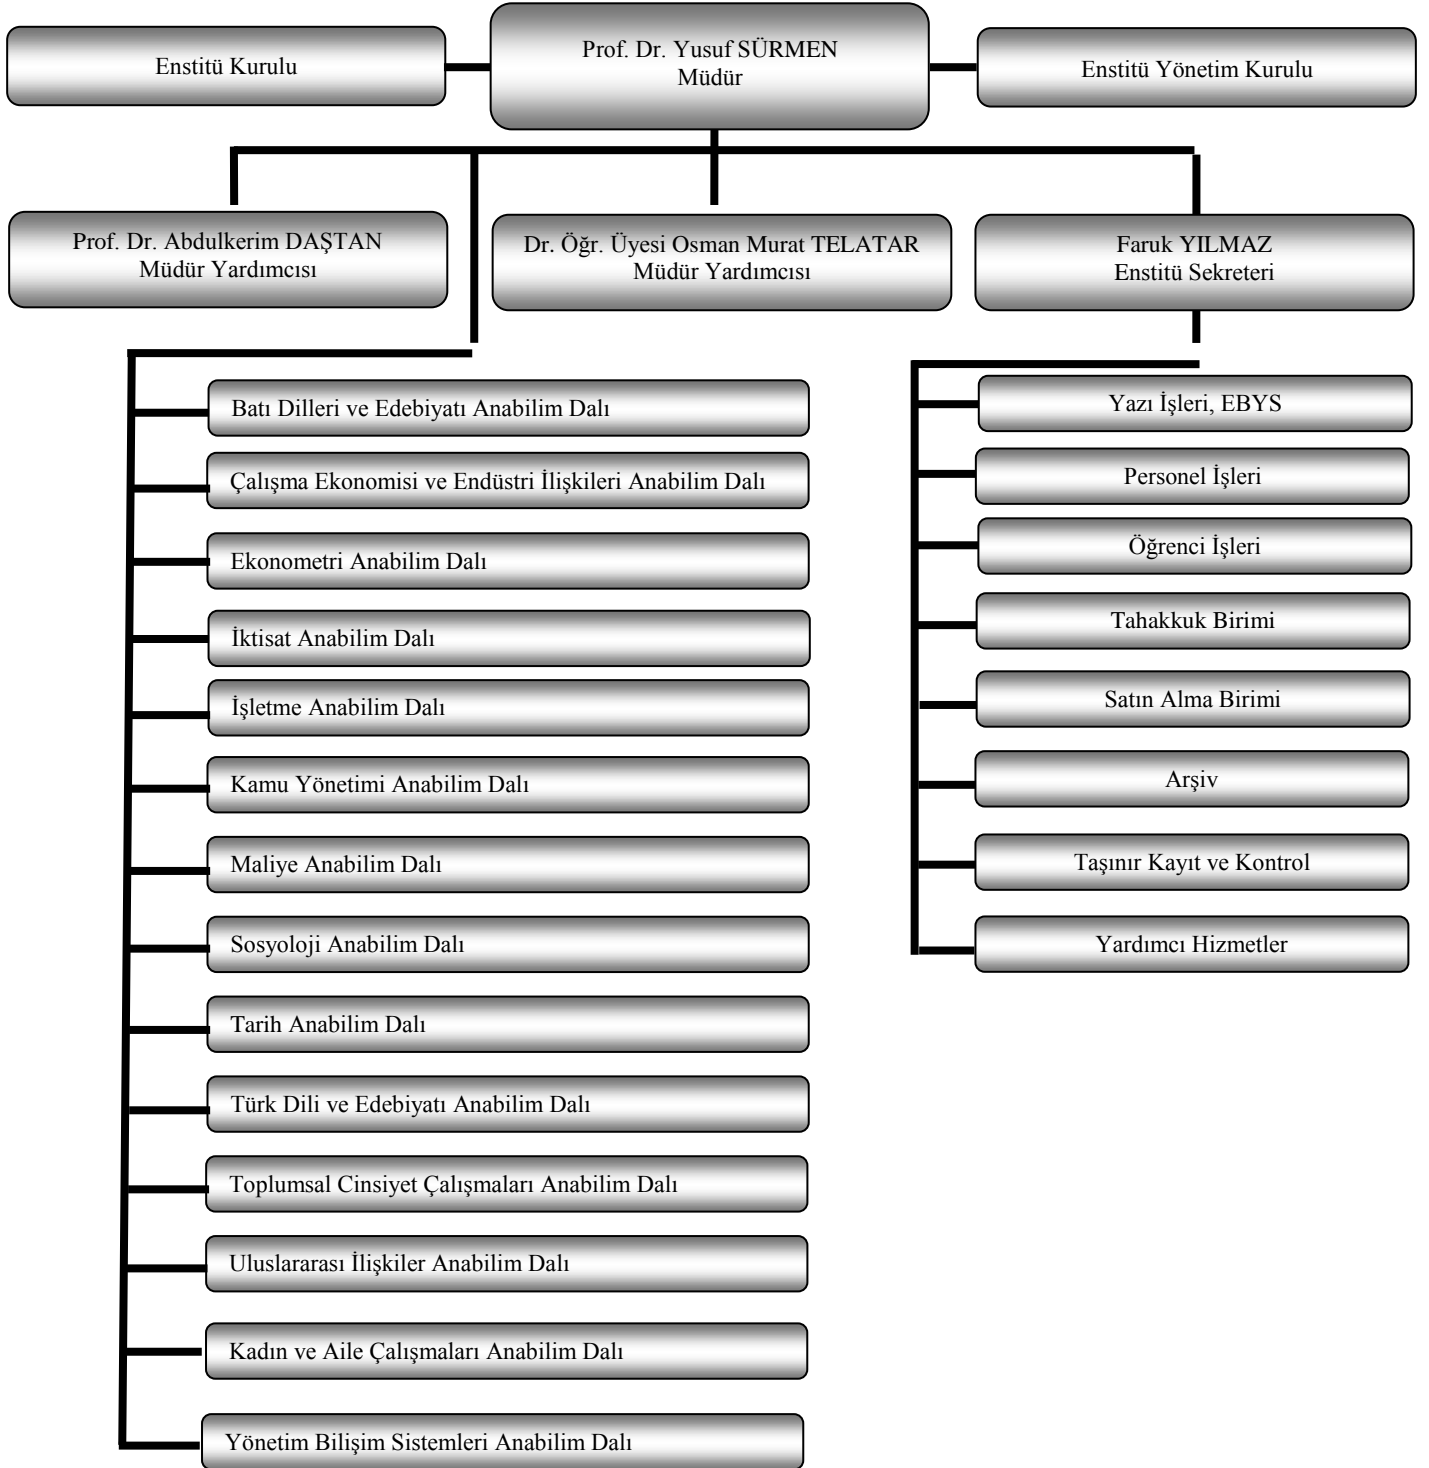 Enstitü Kurulu
Prof. Dr. Yusuf SÜRMEN
Müdür
Enstitü Yönetim Kurulu
Prof. Dr. Abdulkerim DAŞTAN
Müdür Yardımcısı
Dr. Öğr. Üyesi Osman Murat TELATAR
Müdür Yardımcısı
Faruk YILMAZ
Enstitü Sekreteri
Batı Dilleri ve Edebiyatı Anabilim Dalı
Çalışma Ekonomisi ve Endüstri İlişkileri Anabilim Dalı
Ekonometri Anabilim Dalı
İktisat Anabilim Dalı
İşletme Anabilim Dalı
Kamu Yönetimi Anabilim Dalı
Maliye Anabilim Dalı
Sosyoloji Anabilim Dalı
Tarih Anabilim Dalı
Türk Dili ve Edebiyatı Anabilim Dalı
Toplumsal Cinsiyet Çalışmaları Anabilim Dalı
Uluslararası İlişkiler Anabilim Dalı
Kadın ve Aile Çalışmaları Anabilim Dalı
Yönetim Bilişim Sistemleri Anabilim Dalı
Yazı İşleri, EBYS
Personel İşleri
Öğrenci İşleri
Tahakkuk Birimi
Satın Alma Birimi
Arşiv
Taşınır Kayıt ve Kontrol
Yardımcı Hizmetler